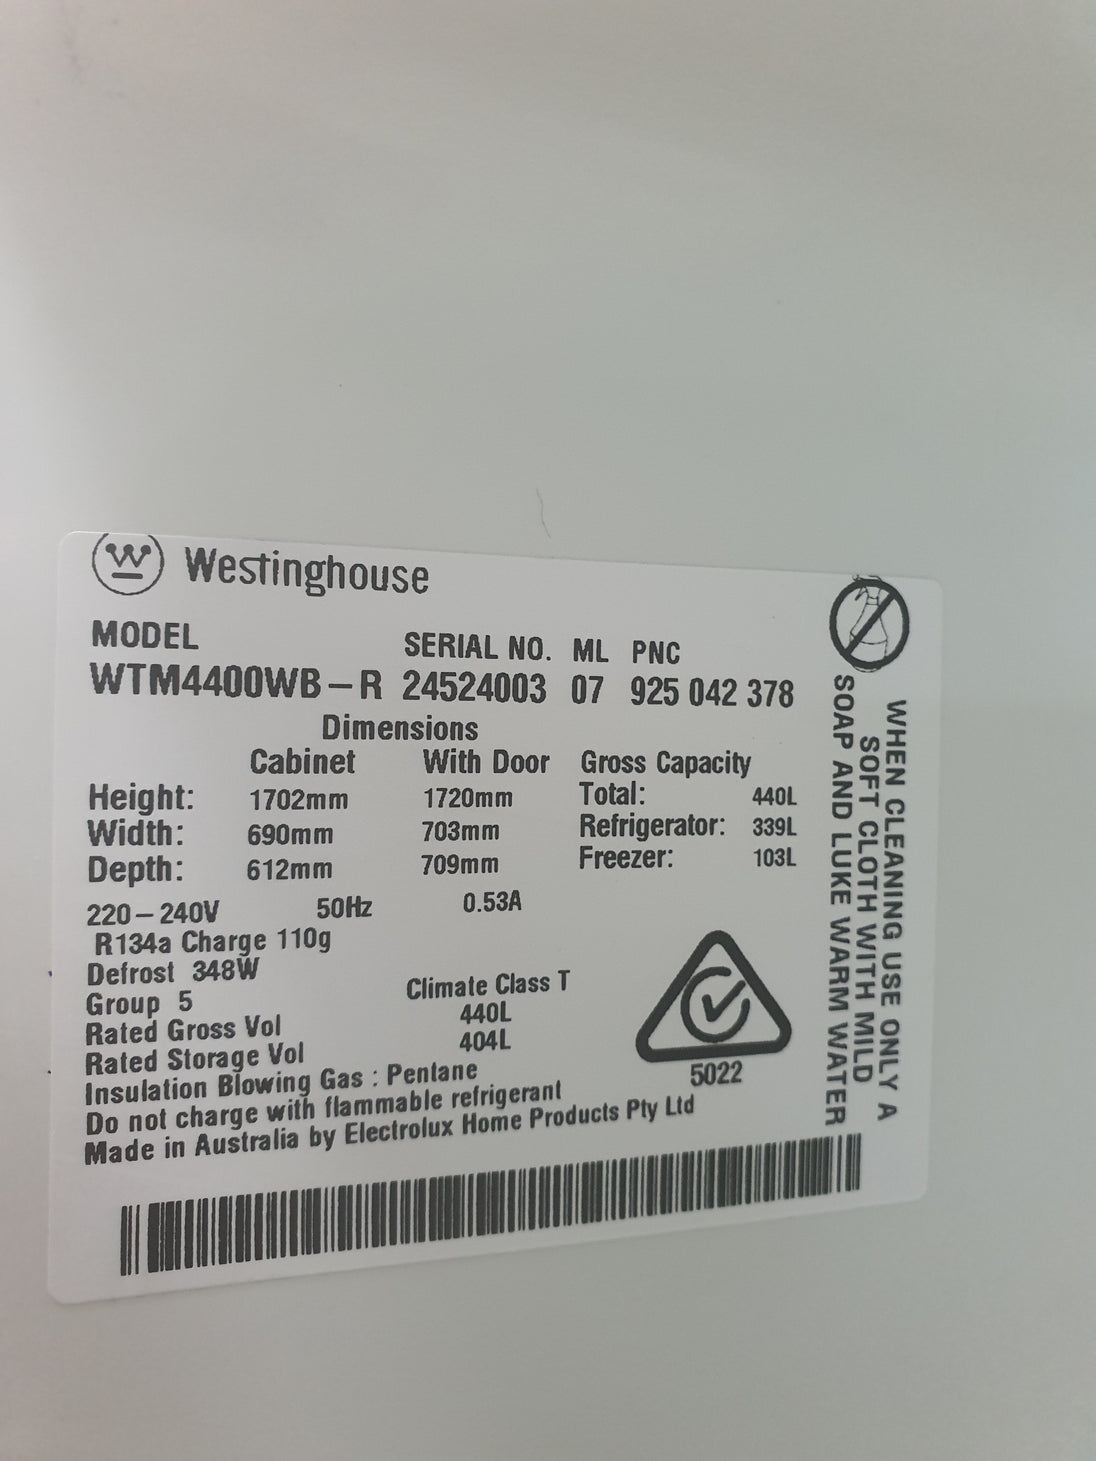 Westinghouse
MODEL SERIAL NO. ML PNC
WTM4400WB-R 24524003 07 925 042 378
Dimensions
Cabinet With Door Gross Capacity
Height: 1702mm 1720mm Total: 440L
Width: 690mm 703mm Refrigerator: 339L
Depth: 612mm 709mm Freezer: 103L
220-240V 50Hz 0.53A
R134a Charge 110g
Defrost 348W
Group 5 Climate Class T
Rated Gross Vol 440L
Rated Storage Vol 404L
Insulation Blowing Gas : Pentane
Do not charge with flammable refrigerant
Made in Australia by Electrolux Home Products Pty Ltd
5022
WHEN CLEANING USE ONLY A
SOFT CLOTH WITH MILD
SOAP AND LUKE WARM WATER